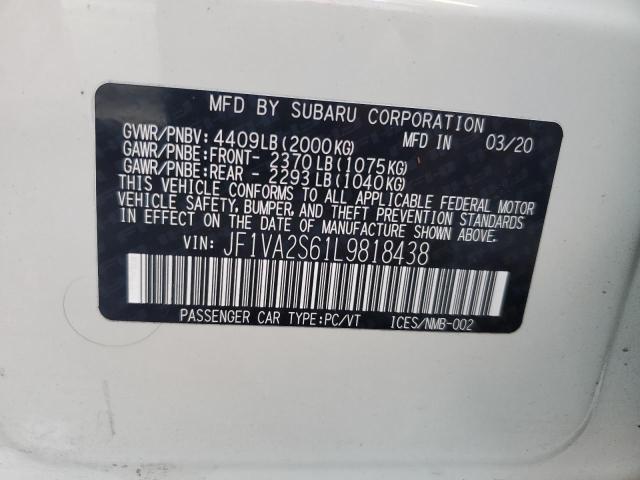 MFD BY SUBARU CORPORATION
GVWR/PNBV: 4409LB(2000KG) MFD IN 03/20
GAWR/PNBE:FRONT- 2370LB(1075KG)
GAWR/PNBE:REAR - 2293LB(1040KG)
THIS VEHICLE CONFORMS TO ALL APPLICABLE FEDERAL MOTOR
VEHICLE SAFETY, BUMPER, AND THEFT PREVENTION STANDARDS
IN EFFECT ON THE DATE OF MANUFACTURE SHOWN ABOVE.
VIN: JF1VA2S61L9818438
PASSENGER CAR TYPE:PC/VT ICES/NMB-002